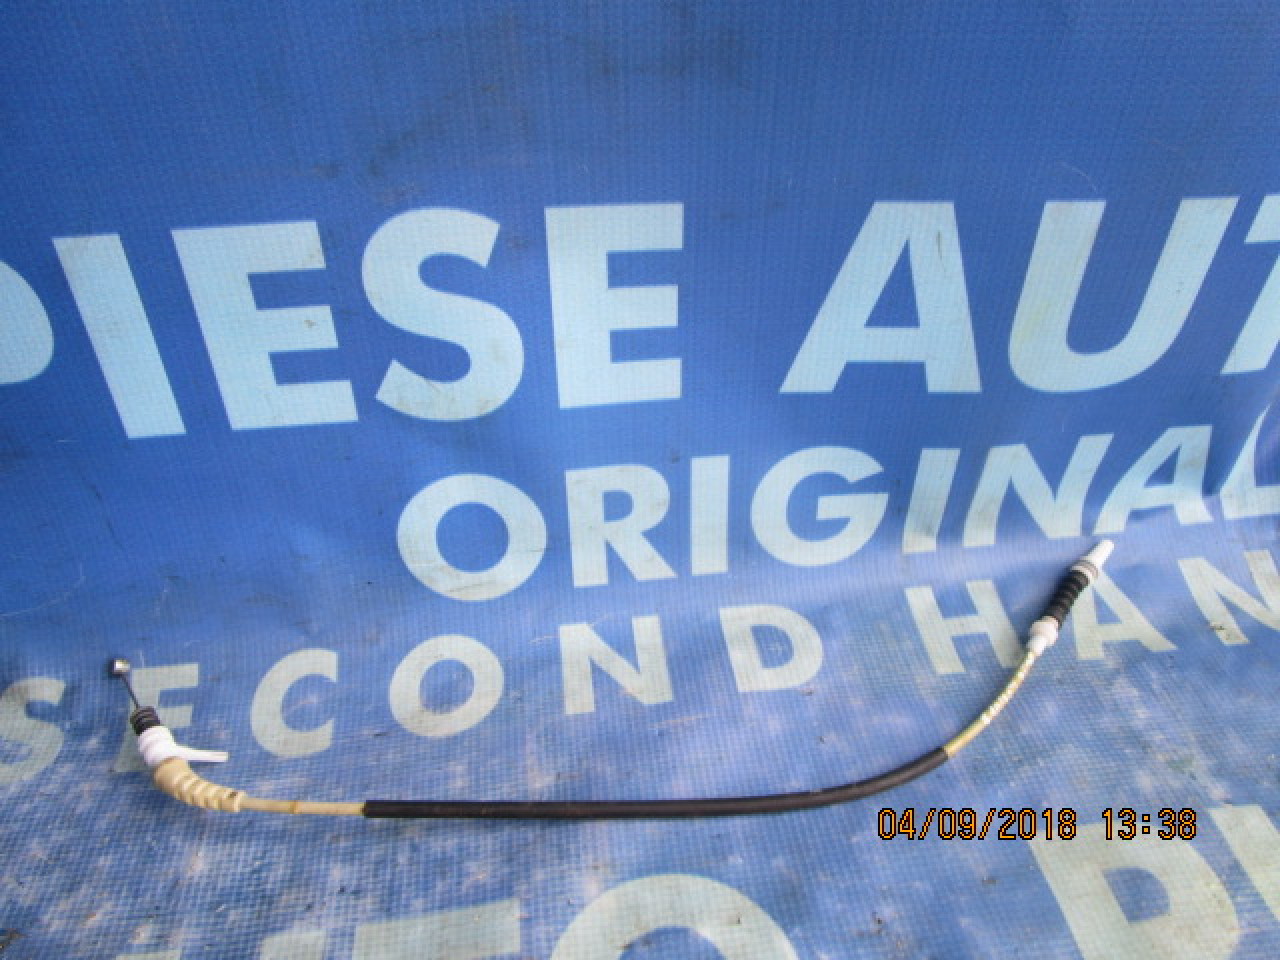 PIESE AUT
ORIGINAL
SECOND HAN
04/09/2018 13:38